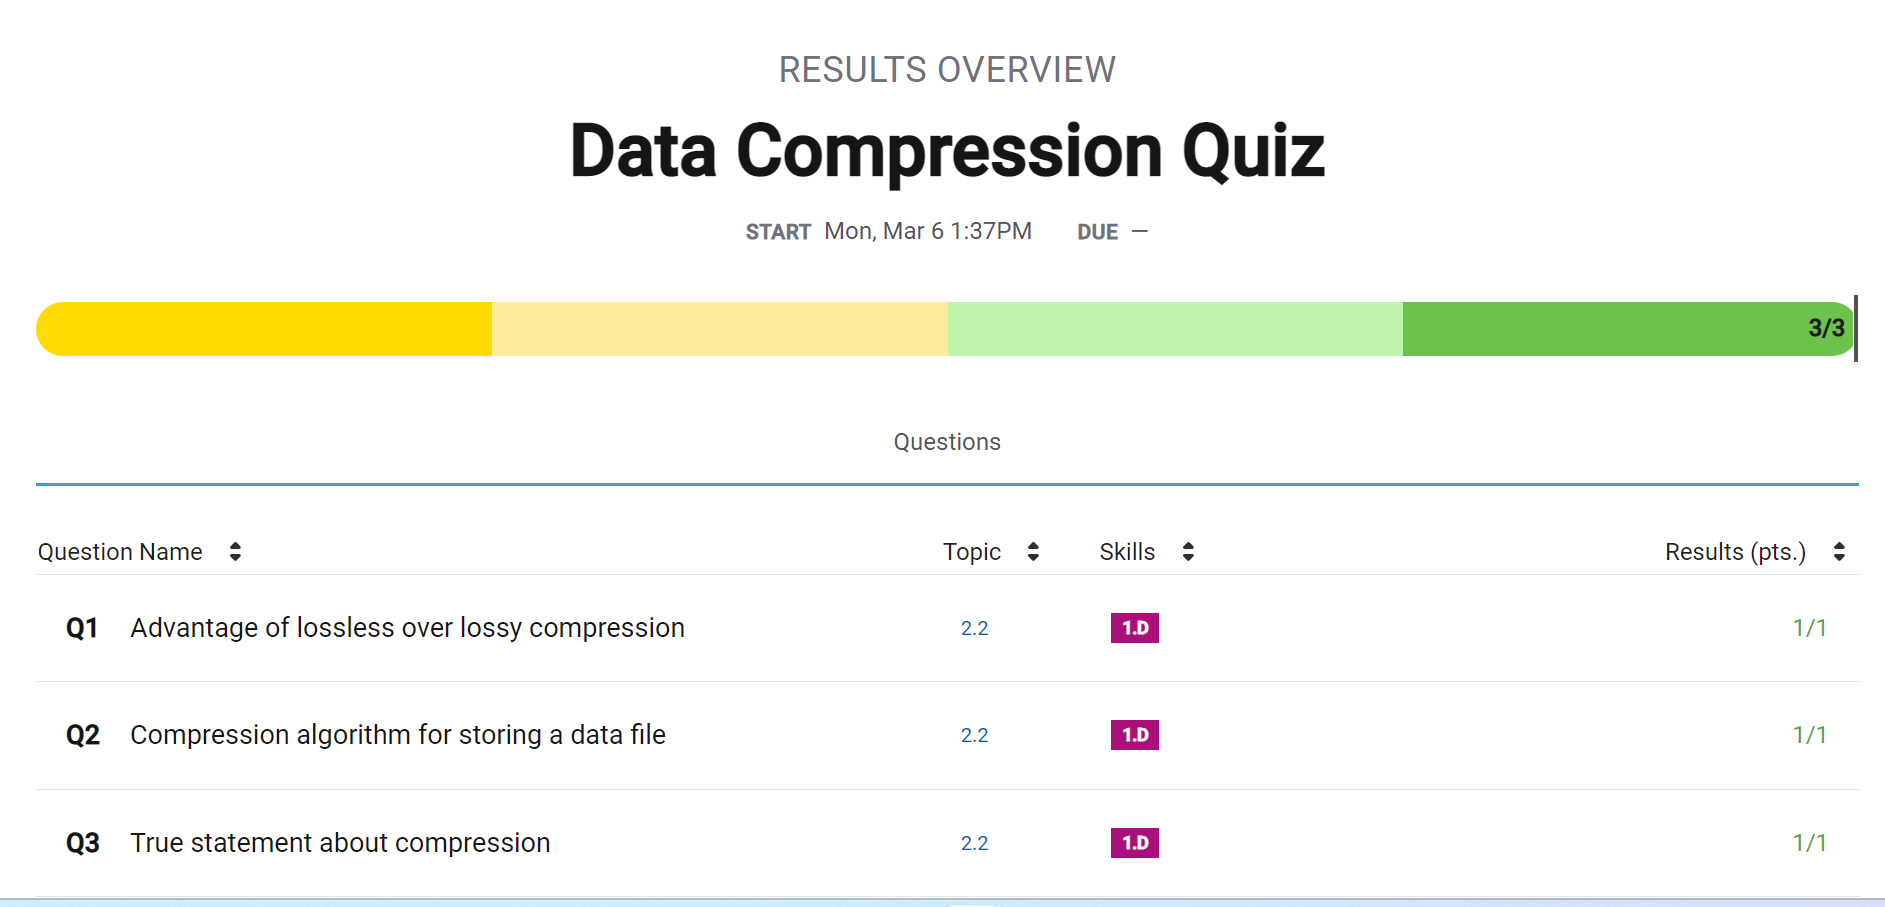 RESULTS OVERVIEW
Data Compression Quiz
START Mon, Mar 6 1:37PM DUE —
3/3
Questions
Question Name Topic Skills Results (pts.)
Q1 Advantage of lossless over lossy compression 2.2 1.D 1/1
Q2 Compression algorithm for storing a data file 2.2 1.D 1/1
Q3 True statement about compression 2.2 1.D 1/1